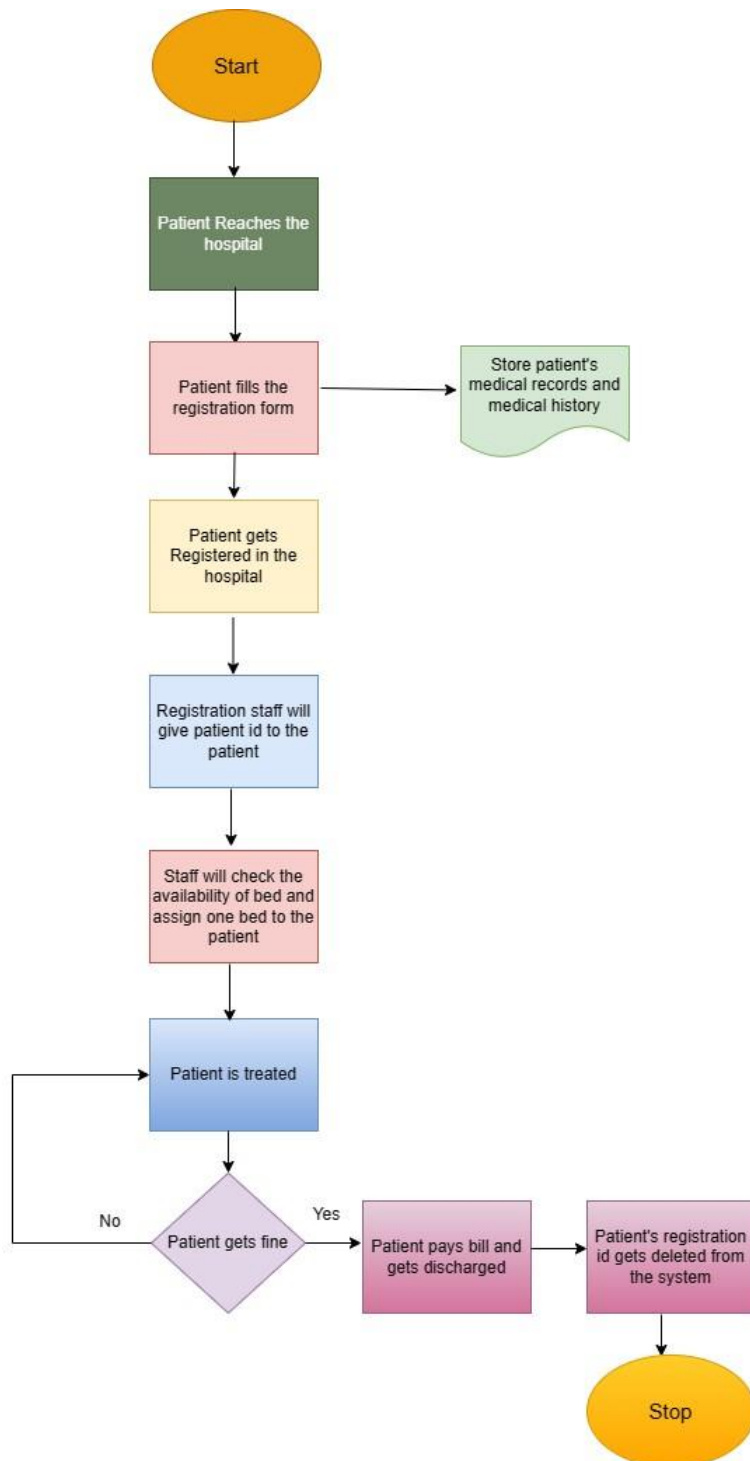 Start
Patient Reaches the
hospital
Patient fills the
registration form
Store patient's
medical records and
medical history
Patient gets
Registered in the
hospital
Registration staff will
give patient id to the
patient
Staff will check the
availability of bed and
assign one bed to the
patient
Patient is treated
No
Patient gets fine
Yes
Patient pays bill and
gets discharged
Patient's registration
id gets deleted from
the system
Stop